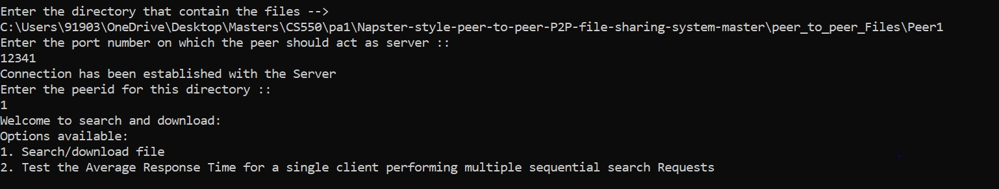 Enter the directory that contain the files -->
C:\Users\91903\OneDrive\Desktop\Masters\CS550\pa1\Napster-style-peer-to-peer-P2P-file-sharing-system-master\peer_to_peer_Files\Peer1
Enter the port number on which the peer should act as server ::
12341
Connection has been established with the Server
Enter the peerid for this directory ::
1
Welcome to search and download:
Options available:
1. Search/download file
2. Test the Average Response Time for a single client performing multiple sequential search Requests